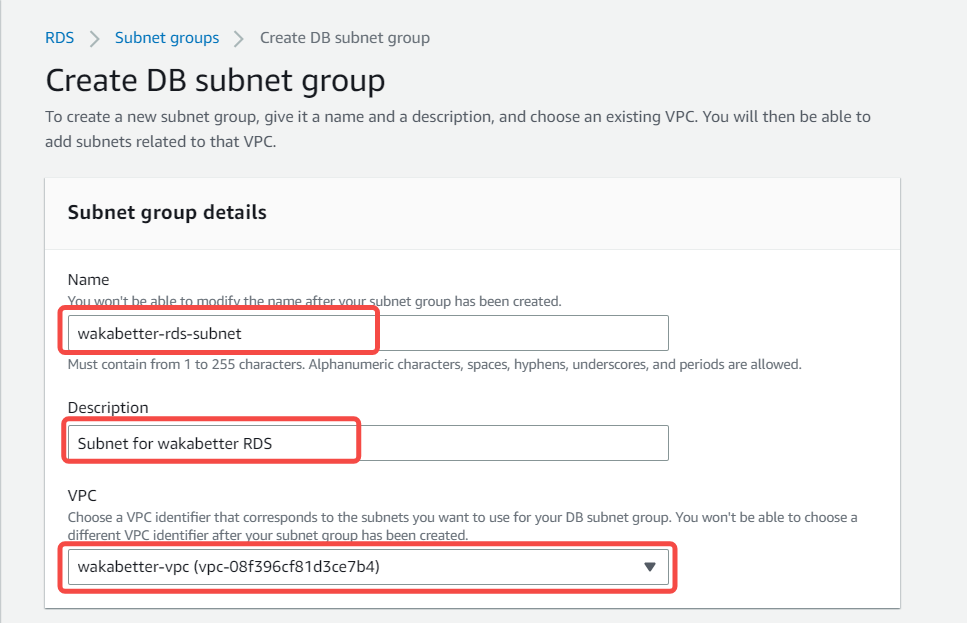 RDS > Subnet groups > Create DB subnet group
Create DB subnet group
To create a new subnet group, give it a name and a description, and choose an existing VPC. You will then be able to
add subnets related to that VPC.
Subnet group details
Name
You won't be able to modify the name after your subnet group has been created.
wakabetter-rds-subnet
Must contain from 1 to 255 characters. Alphanumeric characters, spaces, hyphens, underscores, and periods are allowed.
Description
Subnet for wakabetter RDS
VPC
Choose a VPC identifier that corresponds to the subnets you want to use for your DB subnet group. You won't be able to choose a
different VPC identifier after your subnet group has been created.
wakabetter-vpc (vpc-08f396cf81d3ce7b4)